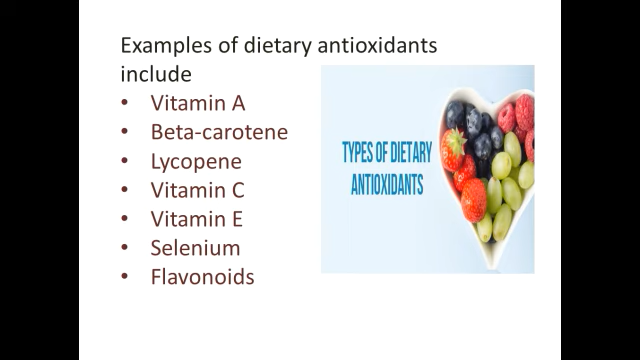 Examples of dietary antioxidants
include
• Vitamin A
• Beta-carotene
• Lycopene
• Vitamin C
• Vitamin E
• Selenium
• Flavonoids
TYPES OF DIETARY
ANTIOXIDANTS